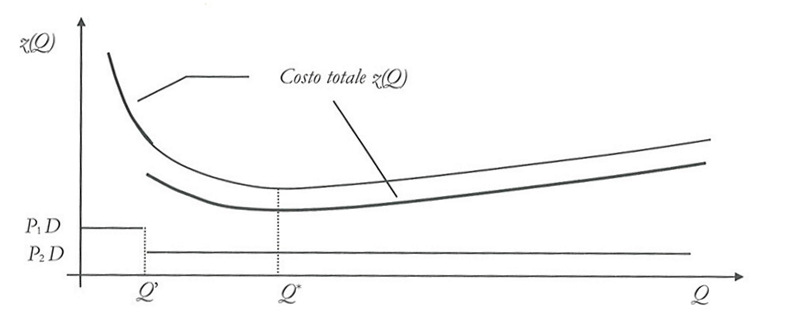 z(Q)
Costo totale z(Q)
P₁ D
P₂ D
Q'
Q*
Q